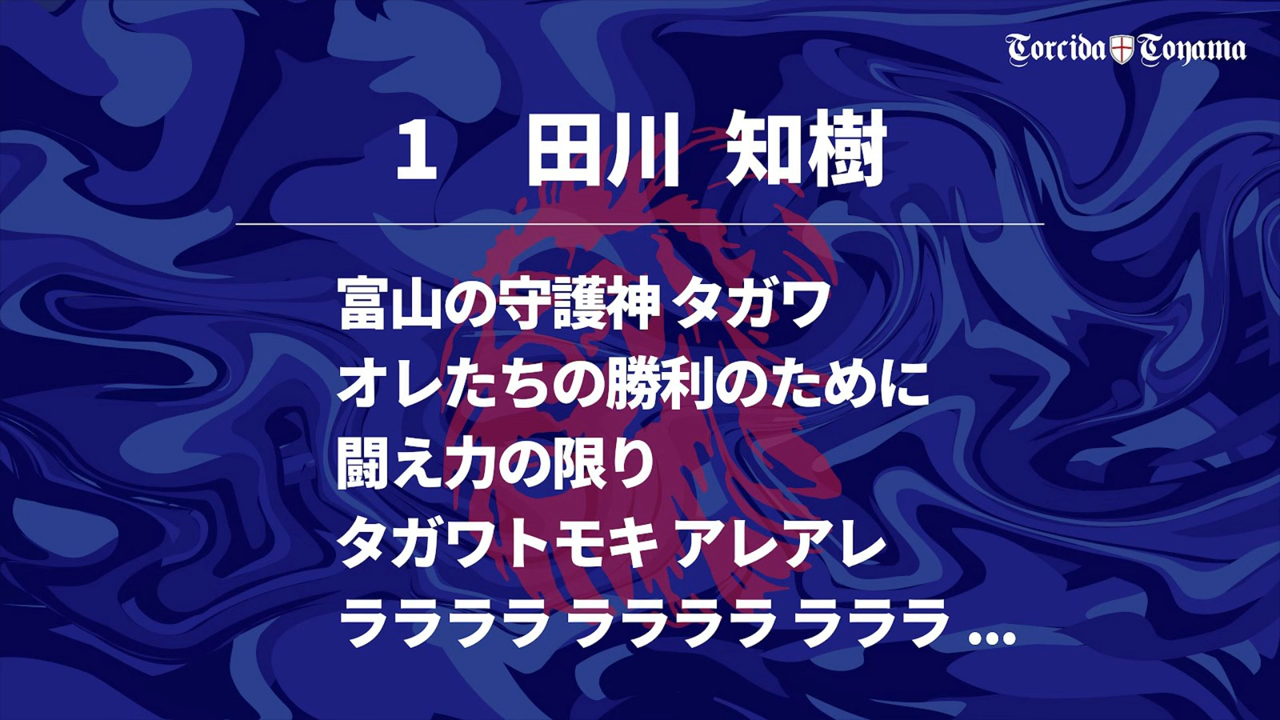 Torcida Toyama
1 田川 知樹
富山の守護神 タガワ
オレたちの勝利のために
闘え力の限り
タガワトモキ アレアレ
ララララ ララララ ラララ ...